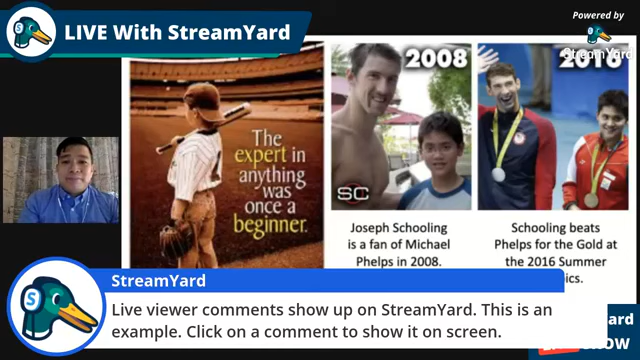 LIVE With StreamYard
Powered by
StreamYard
2008
The
expert in
anything
was
once a
beginner.
SC
Joseph Schooling
is a fan of Michael
Phelps in 2008.
Schooling beats
Phelps for the Gold at
the 2016 Summer
StreamYard
Live viewer comments show up on StreamYard. This is an
example. Click on a comment to show it on screen.